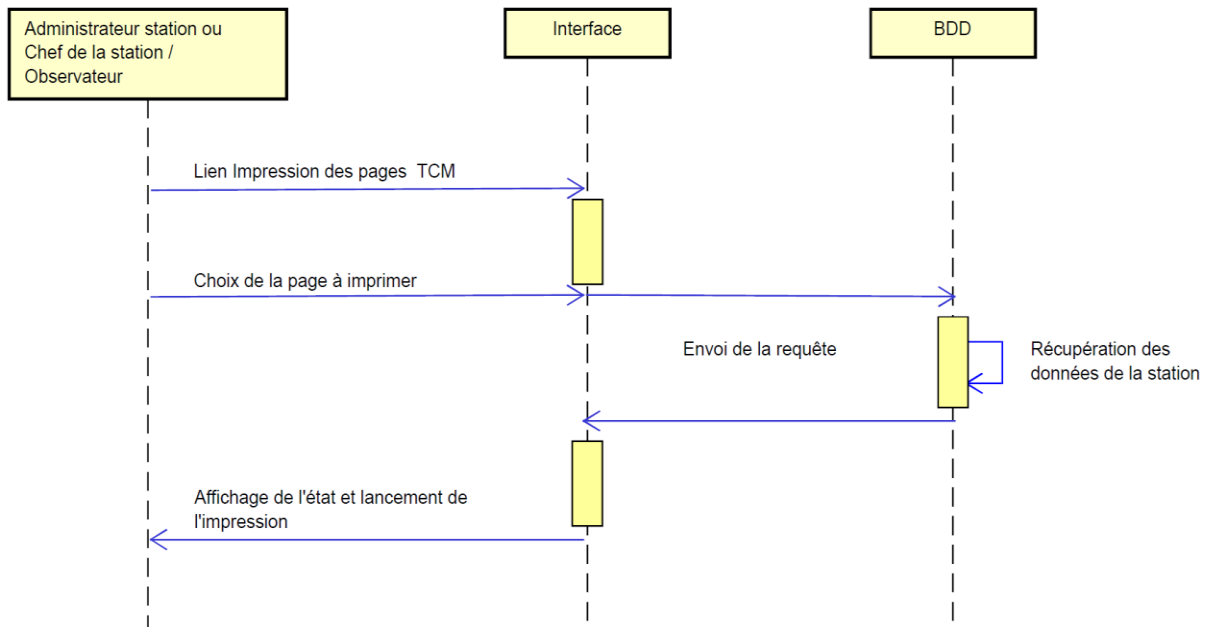 Administrateur station ou
Chef de la station /
Observateur
Interface
BDD
Lien Impression des pages  TCM
Choix de la page à imprimer
Envoi de la requête
Récupération des
données de la station
Affichage de l'état et lancement de
l'impression